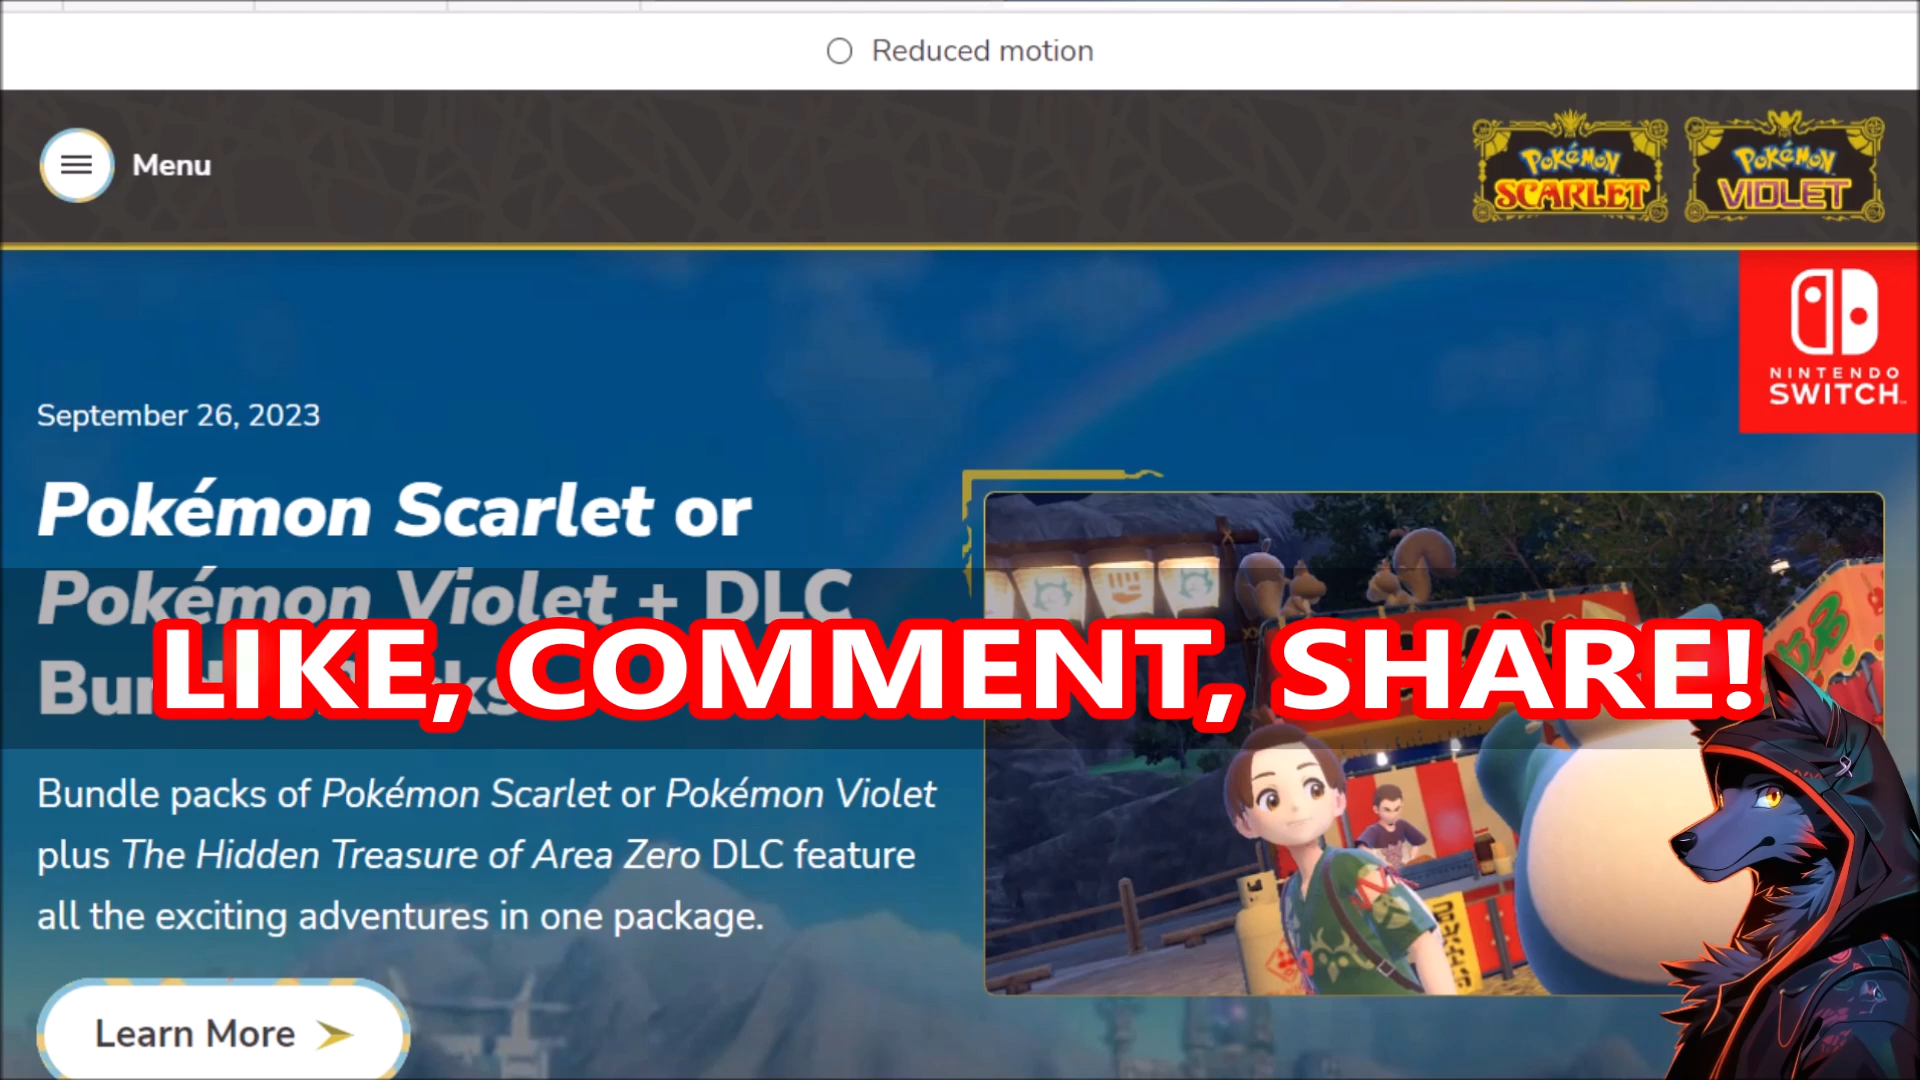 Reduced motion
Menu
POKÉMON
SCARLET
POKÉMON
VIOLET
NINTENDO
SWITCH
September 26, 2023
Pokémon Scarlet or
Pokémon Violet + DLC
LIKE, COMMENT, SHARE!
Bundle packs of Pokémon Scarlet or Pokémon Violet
plus The Hidden Treasure of Area Zero DLC feature
all the exciting adventures in one package.
Learn More